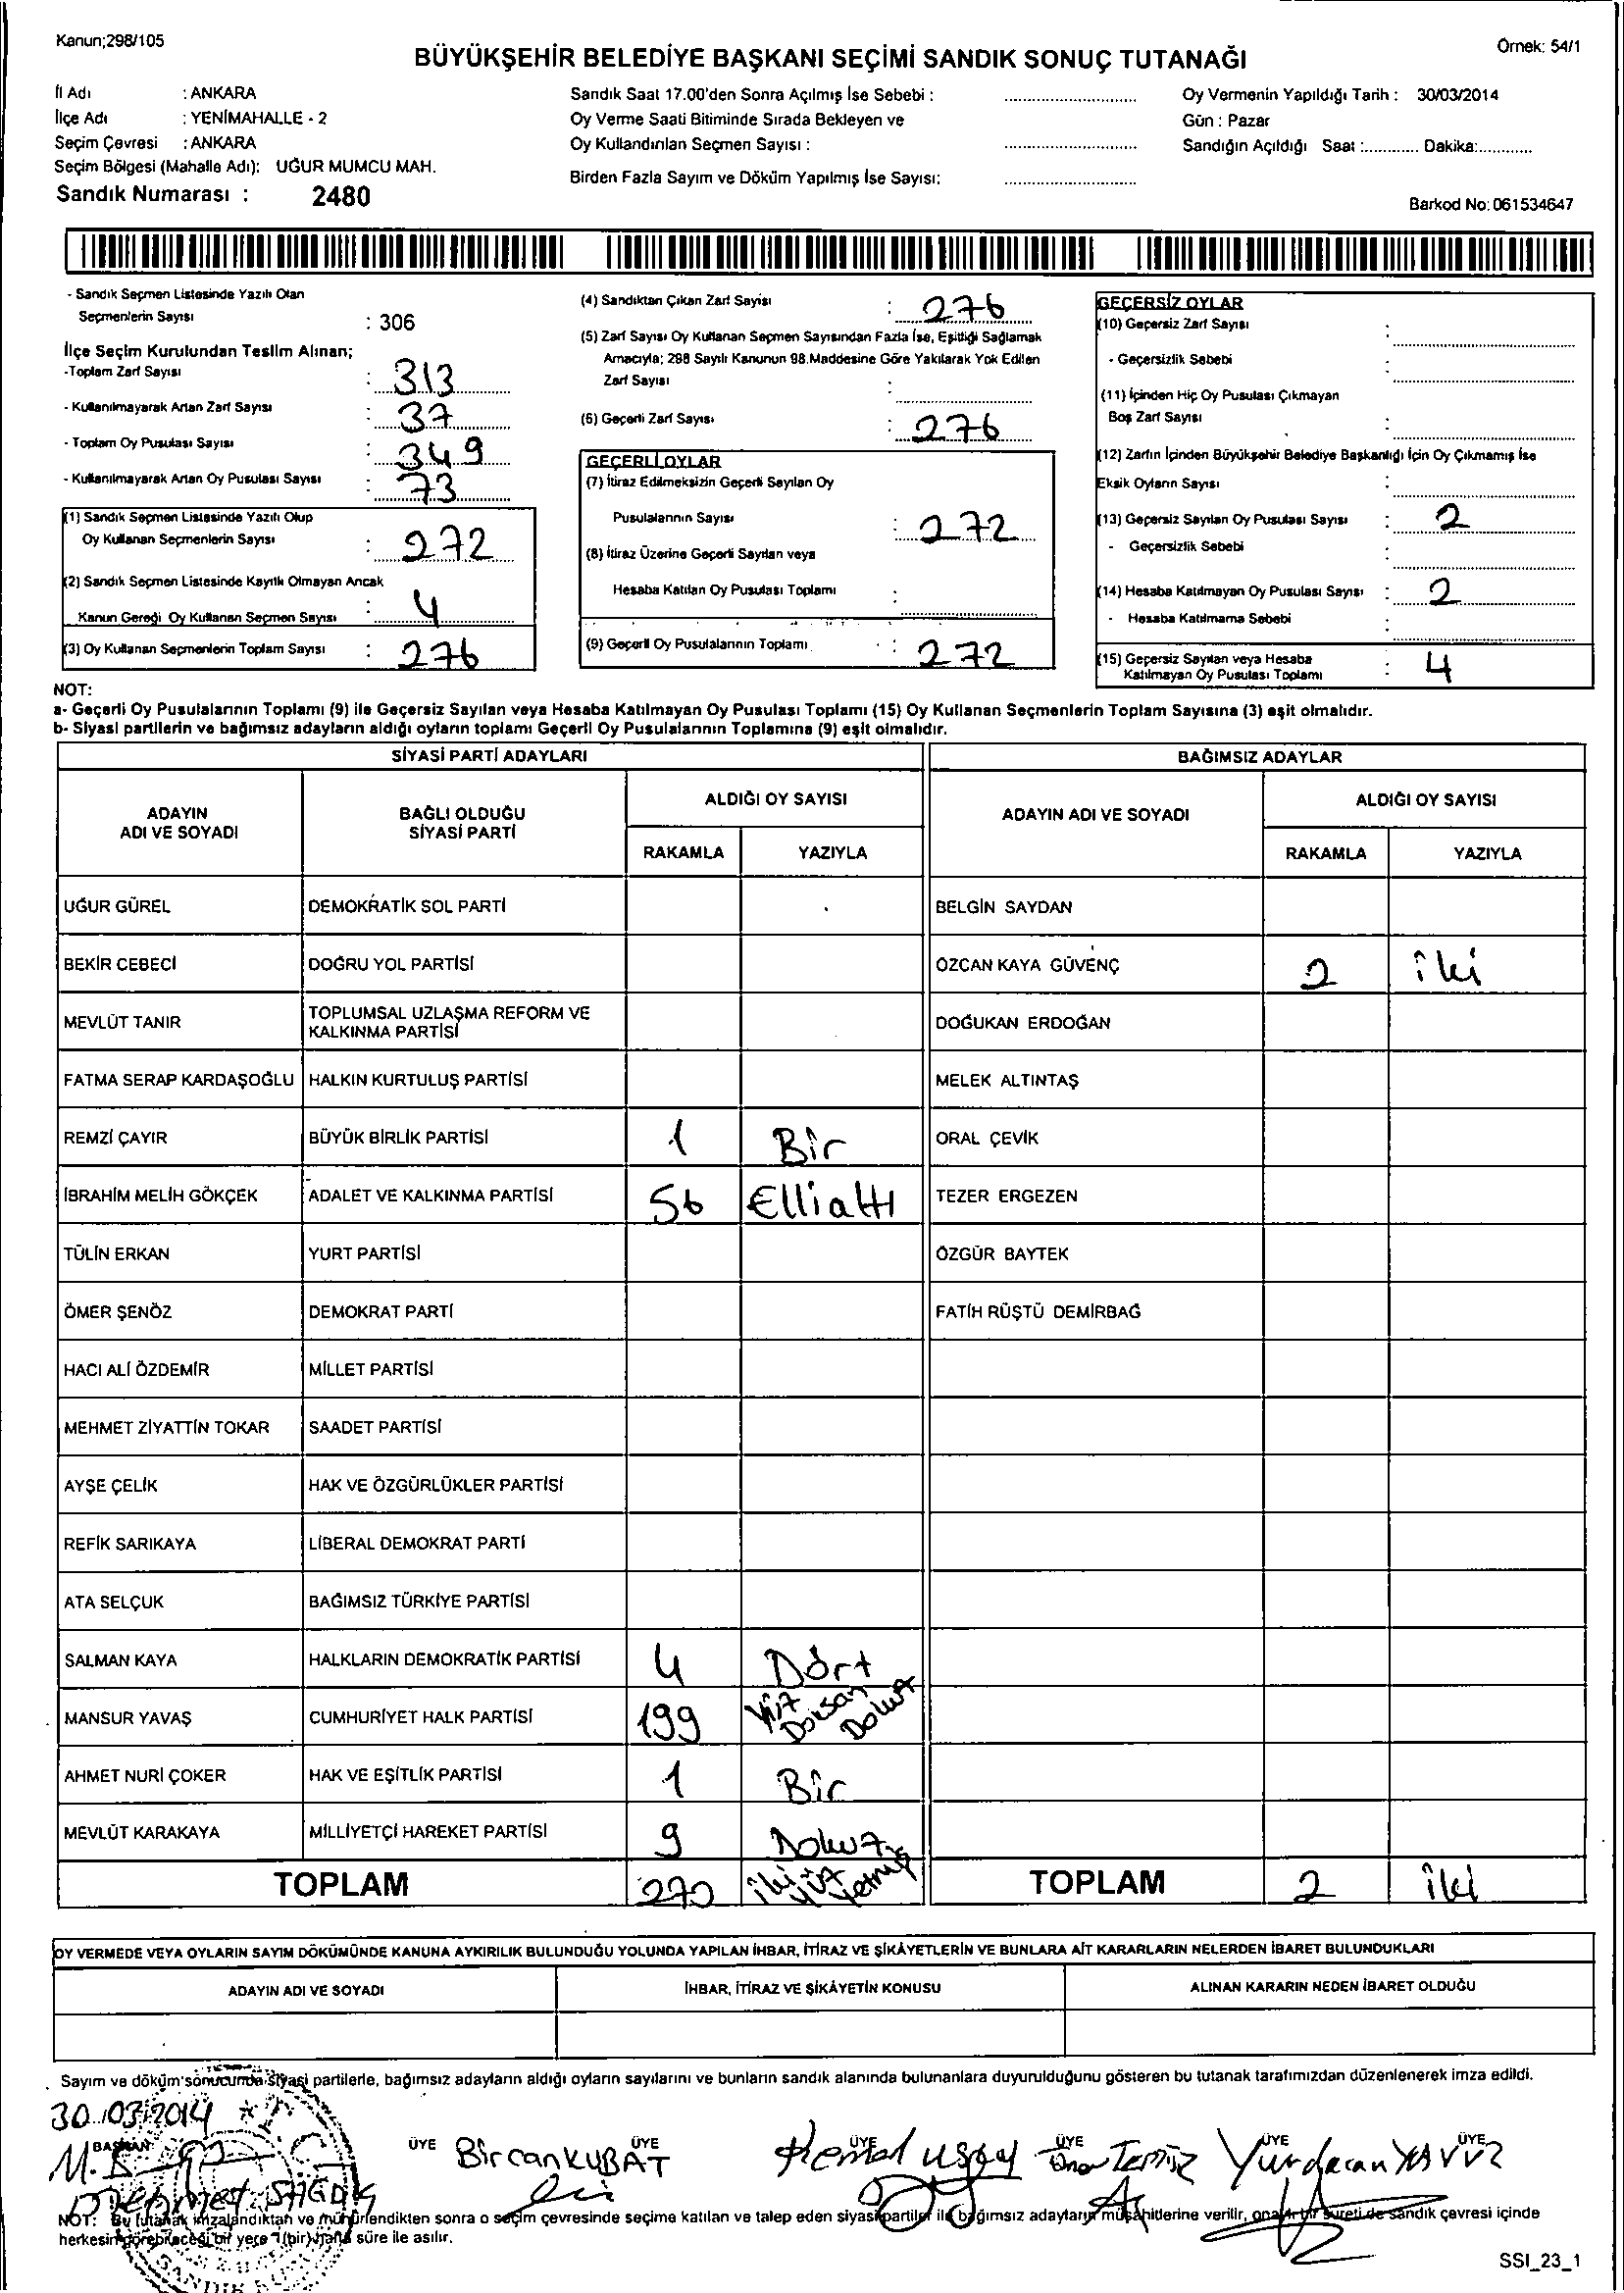 Kanun;298/105
Örnek: 54/1
BÜYÜKŞEHİR BELEDİYE BAŞKANI SEÇİMİ SANDIK SONUÇ TUTANAĞI
İl Adı : ANKARA
İlçe Adı : YENİMAHALLE - 2
Seçim Çevresi : ANKARA
Seçim Bölgesi (Mahalle Adı): UĞUR MUMCU MAH.
Sandık Numarası : 2480
Sandık Saat 17.00'den Sonra Açılmış İse Sebebi : ..............
Oy Verme Saati Bitiminde Sırada Bekleyen ve
Oy Kullandırılan Seçmen Sayısı : ..............
Birden Fazla Sayım ve Döküm Yapılmış İse Sayısı: ..............
Oy Vermenin Yapıldığı Tarih : 30/03/2014
Gün : Pazar
Sandığın Açıldığı Saat :............ Dakika:............
Barkod No: 061534647
- Sandık Seçmen Listesinde Yazılı Olan
Seçmenlerin Sayısı : 306
İlçe Seçim Kurulundan Teslim Alınan;
-Toplam Zarf Sayısı : 313
- Kullanılmayarak Artan Zarf Sayısı : 37
- Toplam Oy Pusulası Sayısı : 349
- Kullanılmayarak Artan Oy Pusulası Sayısı : 73
(1) Sandık Seçmen Listesinde Yazılı Olup
Oy Kullanan Seçmenlerin Sayısı : 272
(2) Sandık Seçmen Listesinde Kayıtlı Olmayan Ancak
Kanun Gereği Oy Kullanan Seçmen Sayısı : 4
(3) Oy Kullanan Seçmenlerin Toplam Sayısı : 276
(4) Sandıktan Çıkan Zarf Sayısı : 276
(5) Zarf Sayısı Oy Kullanan Seçmen Sayısından Fazla İse, Eşitliği Sağlamak
Amacıyla; 298 Sayılı Kanunun 98.Maddesine Göre Yakılarak Yok Edilen
Zarf Sayısı :
(6) Geçerli Zarf Sayısı : 276
GEÇERLİ OYLAR
(7) İtiraz Edilmeksizin Geçerli Sayılan Oy
Pusulalarının Sayısı : 272
(8) İtiraz Üzerine Geçerli Sayılan veya
Hesaba Katılan Oy Pusulası Toplamı :
(9) Geçerli Oy Pusulalarının Toplamı : 272
GEÇERSİZ OYLAR
(10) Geçersiz Zarf Sayısı :
- Geçersizlik Sebebi :
(11) İçinden Hiç Oy Pusulası Çıkmayan
Boş Zarf Sayısı :
(12) Zarfın İçinden Büyükşehir Belediye Başkanlığı İçin Oy Çıkmamış İse
Eksik Oyların Sayısı :
(13) Geçersiz Sayılan Oy Pusulası Sayısı : 2
- Geçersizlik Sebebi :
(14) Hesaba Katılmayan Oy Pusulası Sayısı : 2
- Hesaba Katılmama Sebebi :
(15) Geçersiz Sayılan veya Hesaba
Katılmayan Oy Pusulası Toplamı : 4
NOT:
a- Geçerli Oy Pusulalarının Toplamı (9) ile Geçersiz Sayılan veya Hesaba Katılmayan Oy Pusulası Toplamı (15) Oy Kullanan Seçmenlerin Toplam Sayısına (3) eşit olmalıdır.
b- Siyasi partilerin ve bağımsız adayların aldığı oyların toplamı Geçerli Oy Pusulalarının Toplamına (9) eşit olmalıdır.
SİYASİ PARTİ ADAYLARI BAĞIMSIZ ADAYLAR
ADAYIN ADI VE SOYADI BAĞLI OLDUĞU SİYASİ PARTİ ALDIĞI OY SAYISI ADAYIN ADI VE SOYADI ALDIĞI OY SAYISI
RAKAMLA YAZIYLA RAKAMLA YAZIYLA
UĞUR GÜREL DEMOKRATİK SOL PARTİ BELGİN SAYDAN
BEKİR CEBECİ DOĞRU YOL PARTİSİ ÖZCAN KAYA GÜVENÇ 2 iki
MEVLÜT TANIR TOPLUMSAL UZLAŞMA REFORM VE KALKINMA PARTİSİ DOĞUKAN ERDOĞAN
FATMA SERAP KARDAŞOĞLU HALKIN KURTULUŞ PARTİSİ MELEK ALTINTAŞ
REMZİ ÇAYIR BÜYÜK BİRLİK PARTİSİ 1 Bir ORAL ÇEVİK
İBRAHİM MELİH GÖKÇEK ADALET VE KALKINMA PARTİSİ 56 Elliatlı TEZER ERGEZEN
TÜLİN ERKAN YURT PARTİSİ ÖZGÜR BAYTEK
ÖMER ŞENÖZ DEMOKRAT PARTİ FATİH RÜŞTÜ DEMİRBAĞ
HACI ALİ ÖZDEMİR MİLLET PARTİSİ
MEHMET ZİYATTİN TOKAR SAADET PARTİSİ
AYŞE ÇELİK HAK VE ÖZGÜRLÜKLER PARTİSİ
REFİK SARIKAYA LİBERAL DEMOKRAT PARTİ
ATA SELÇUK BAĞIMSIZ TÜRKİYE PARTİSİ
SALMAN KAYA HALKLARIN DEMOKRATİK PARTİSİ 4 Dört
MANSUR YAVAŞ CUMHURİYET HALK PARTİSİ 199 Yüz Doksan Dokuz
AHMET NURİ ÇOKER HAK VE EŞİTLİK PARTİSİ 1 Bir
MEVLÜT KARAKAYA MİLLİYETÇİ HAREKET PARTİSİ 9 Dokuz
TOPLAM 270 iki yüz yetmiş TOPLAM 2 iki
OY VERMEDE VEYA OYLARIN SAYIM DÖKÜMÜNDE KANUNA AYKIRILIK BULUNDUĞU YOLUNDA YAPILAN İHBAR, İTİRAZ VE ŞİKÂYETLERİN VE BUNLARA AİT KARARLARIN NELERDEN İBARET BULUNDUKLARI
ADAYIN ADI VE SOYADI İHBAR, İTİRAZ VE ŞİKÂYETİN KONUSU ALINAN KARARIN NEDEN İBARET OLDUĞU
Sayım ve döküm sonucunda siyasi partilerle, bağımsız adayların aldığı oyların sayılarını ve bunların sandık alanında bulunanlara duyurulduğunu gösteren bu tutanak tarafımızdan düzenlenerek imza edildi.
30.03.2014
BAŞKAN ÜYE ÜYE ÜYE ÜYE ÜYE ÜYE
Bircan KUBAT Yurdacan YAVUZ
Mehmet
NOT: Bu tutanak imzalandıktan ve mühürlendikten sonra o seçim çevresinde seçime katılan ve talep eden siyasi partiler ile bağımsız adayların müşahitlerine verilir, onaylı bir sureti de sandık çevresi içinde
herkesin görebileceği bir yere 1 (bir) hafta süre ile asılır.
SSI_23_1